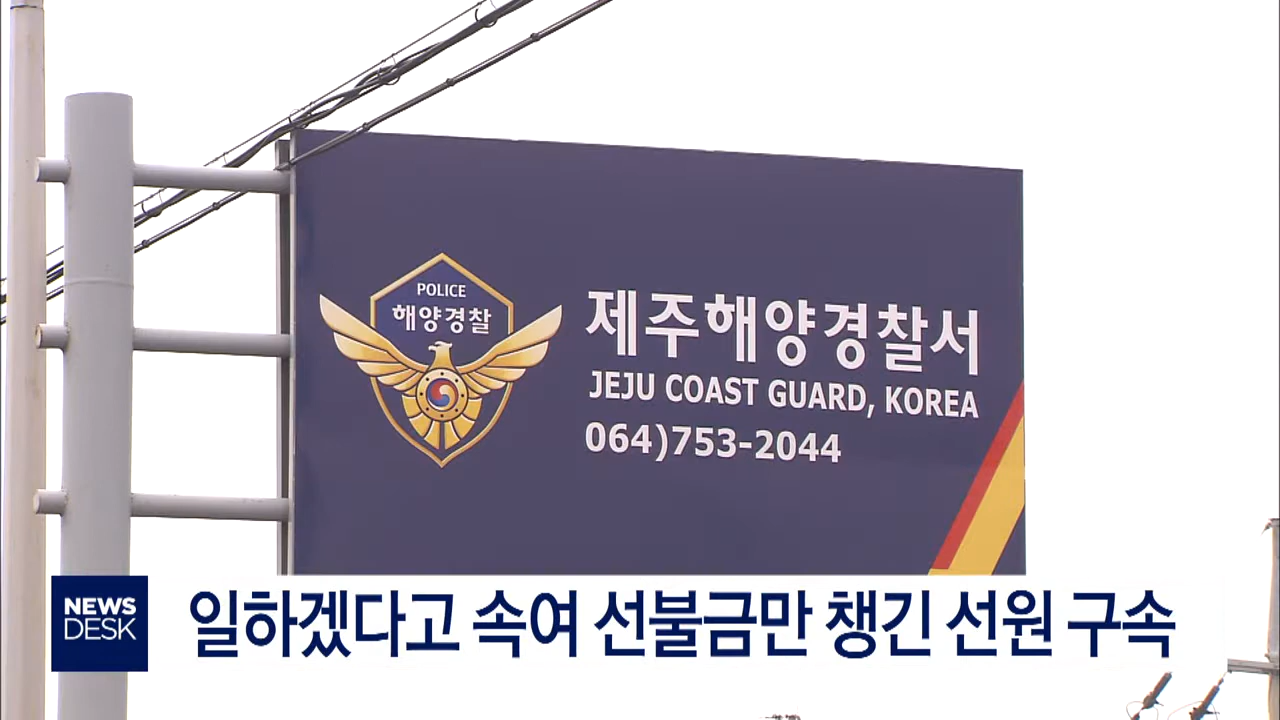 POLICE
해양경찰
제주해양경찰서
JEJU COAST GUARD, KOREA
064)753-2044
NEWS
DESK
일하겠다고 속여 선불금만 챙긴 선원 구속